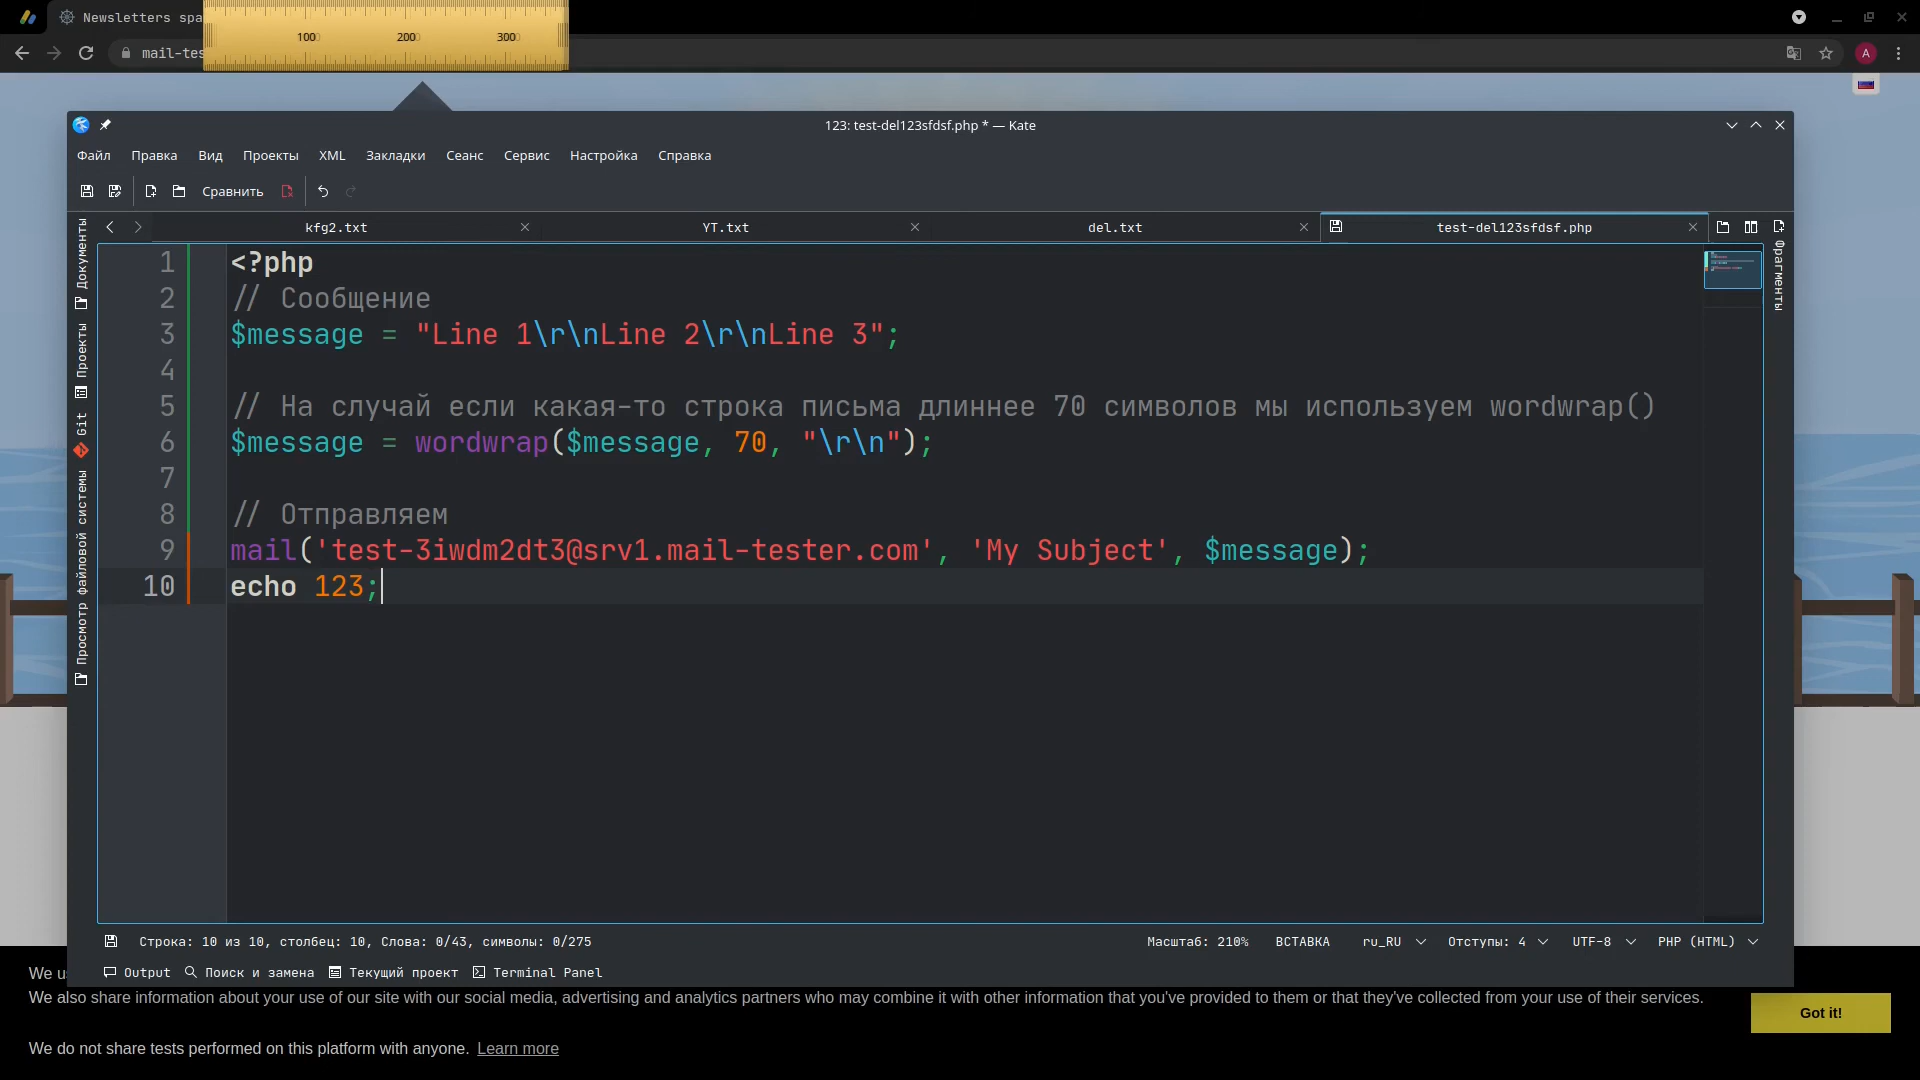 Newsletters spa
mail-tes
100 200 300
A
123: test-del123sfdsf.php * — Kate
Файл Правка Вид Проекты XML Закладки Сеанс Сервис Настройка Справка
Сравнить
kfg2.txt YT.txt del.txt test-del123sfdsf.php
Документы
Проекты
Git
Просмотр файловой системы
Фрагменты
1 <?php
2 // Сообщение
3 $message = "Line 1\r\nLine 2\r\nLine 3";
4
5 // На случай если какая-то строка письма длиннее 70 символов мы используем wordwrap()
6 $message = wordwrap($message, 70, "\r\n");
7
8 // Отправляем
9 mail('test-3iwdm2dt3@srv1.mail-tester.com', 'My Subject', $message);
10 echo 123;
Строка: 10 из 10, столбец: 10, Слова: 0/43, символы: 0/275 Масштаб: 210% ВСТАВКА ru_RU Отступы: 4 UTF-8 PHP (HTML)
Output Поиск и замена Текущий проект Terminal Panel
We
We also share information about your use of our site with our social media, advertising and analytics partners who may combine it with other information that you've provided to them or that they've collected from your use of their services.
Got it!
We do not share tests performed on this platform with anyone. Learn more